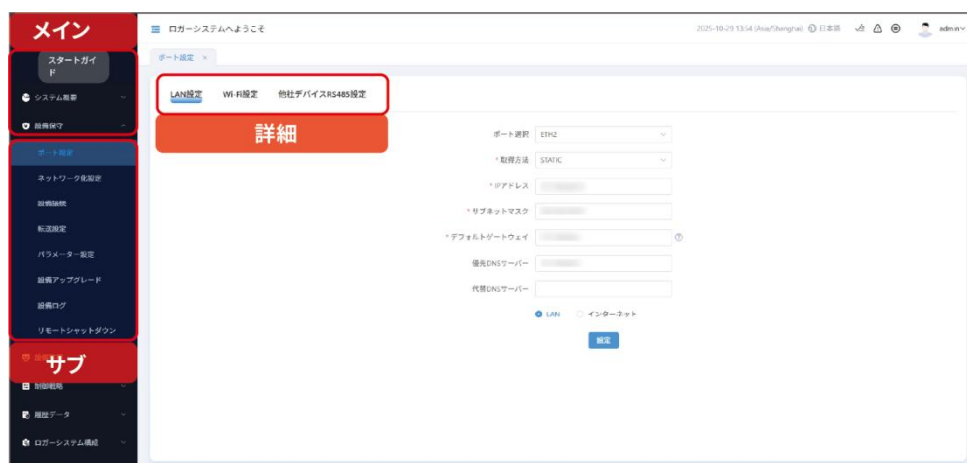 メイン
ロガーシステムへようこそ
2025-10-29 13:54 (Asia/Shanghai) 日本語 admin
スタートガイ
ド
ポート設定 ×
システム概要
設備保守
LAN設定 Wi-Fi設定 他社デバイスRS485設定
詳細
ポート設定
ネットワーク化設定
設備接続
転送設定
パラメーター設定
設備アップグレード
設備ログ
リモートシャットダウン
ポート選択 ETH2
*取得方法 STATIC
*IPアドレス
*サブネットマスク
*デフォルトゲートウェイ
優先DNSサーバー
代替DNSサーバー
LAN インターネット
設定
サブ
制御戦略
履歴データ
ロガーシステム構成